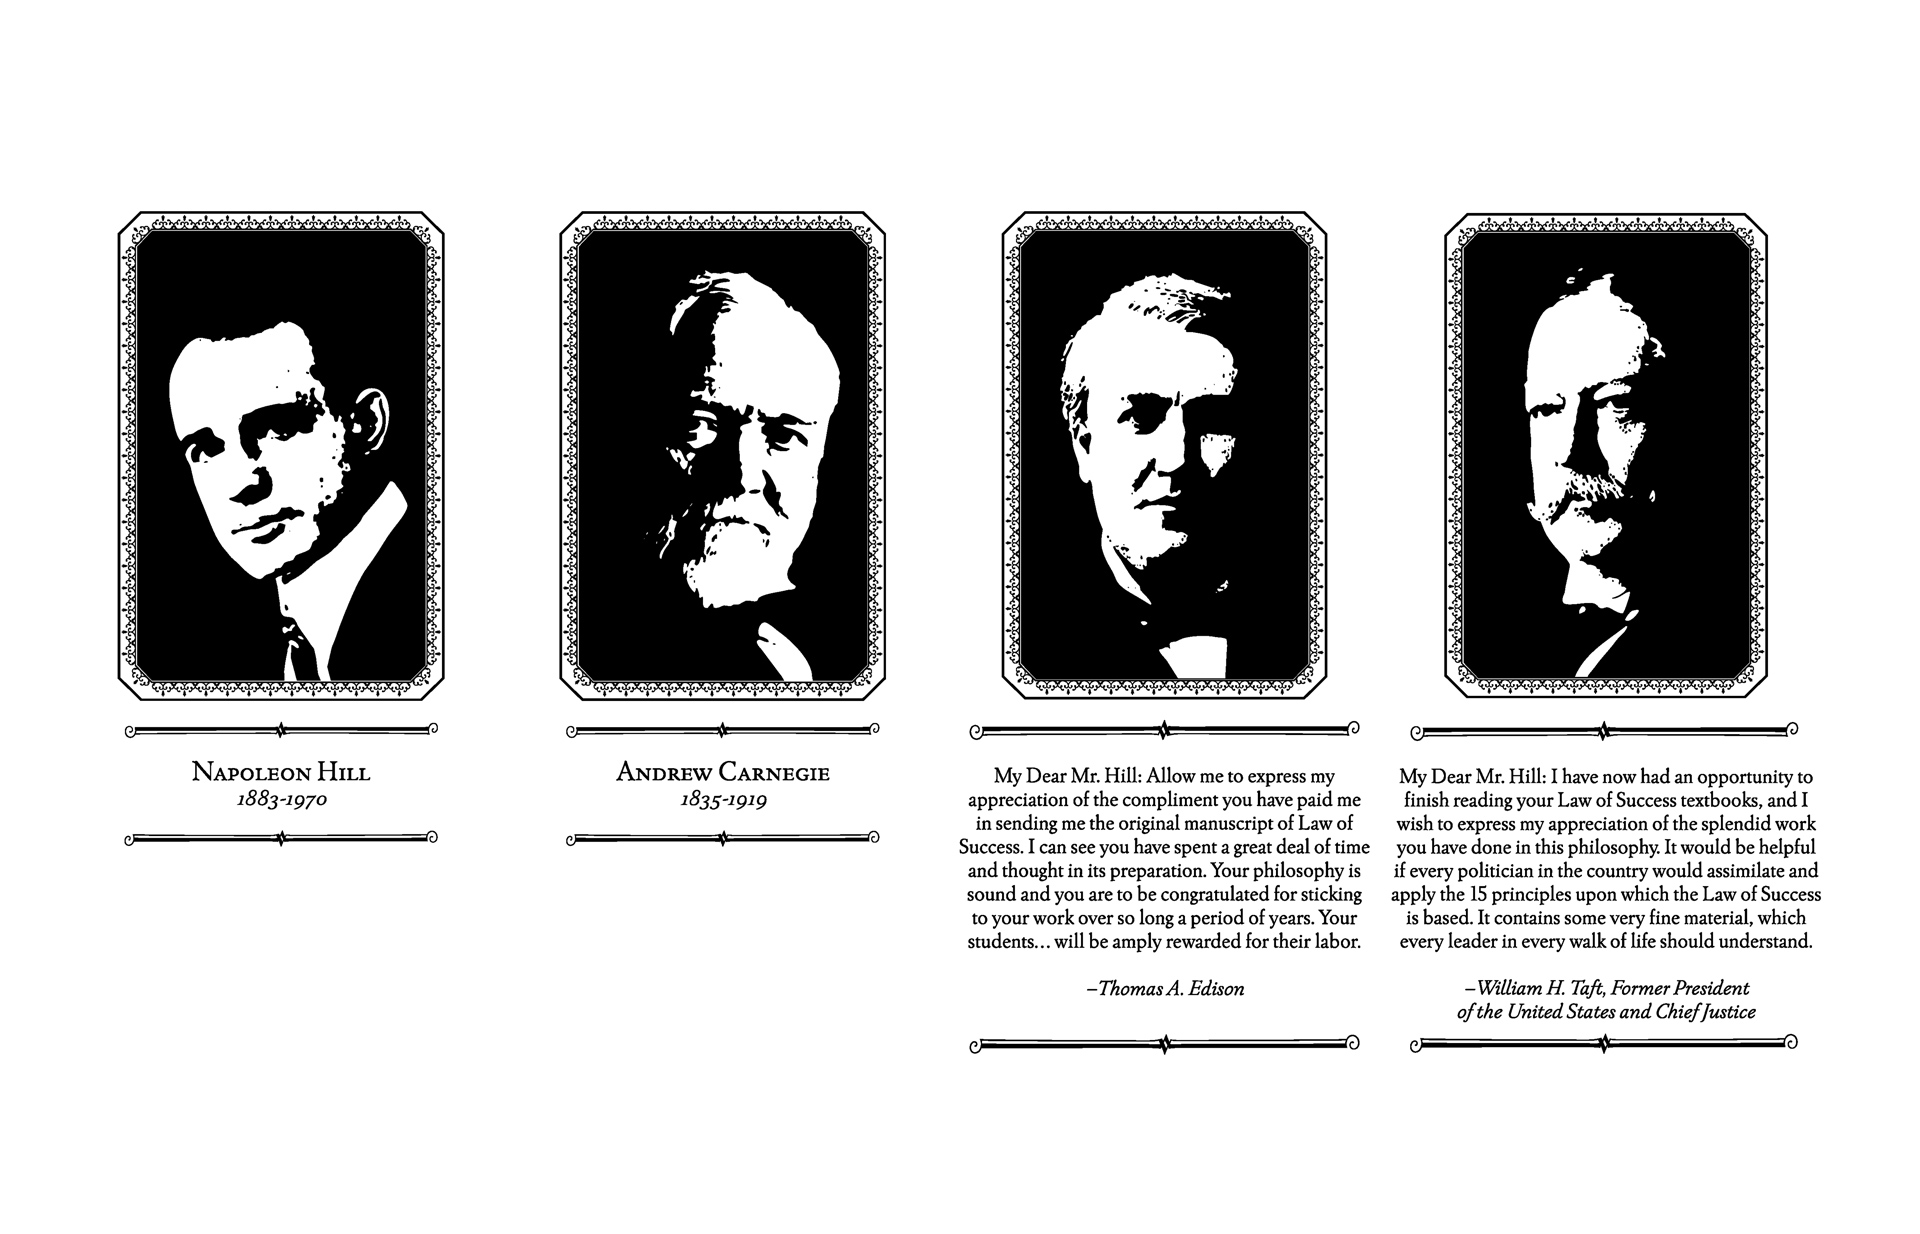 Napoleon Hill
1883-1970
Andrew Carnegie
1835-1919
My Dear Mr. Hill: Allow me to express my
appreciation of the compliment you have paid me
in sending me the original manuscript of Law of
Success. I can see you have spent a great deal of time
and thought in its preparation. Your philosophy is
sound and you are to be congratulated for sticking
to your work over so long a period of years. Your
students... will be amply rewarded for their labor.
–Thomas A. Edison
My Dear Mr. Hill: I have now had an opportunity to
finish reading your Law of Success textbooks, and I
wish to express my appreciation of the splendid work
you have done in this philosophy. It would be helpful
if every politician in the country would assimilate and
apply the 15 principles upon which the Law of Success
is based. It contains some very fine material, which
every leader in every walk of life should understand.
–William H. Taft, Former President
of the United States and Chief Justice